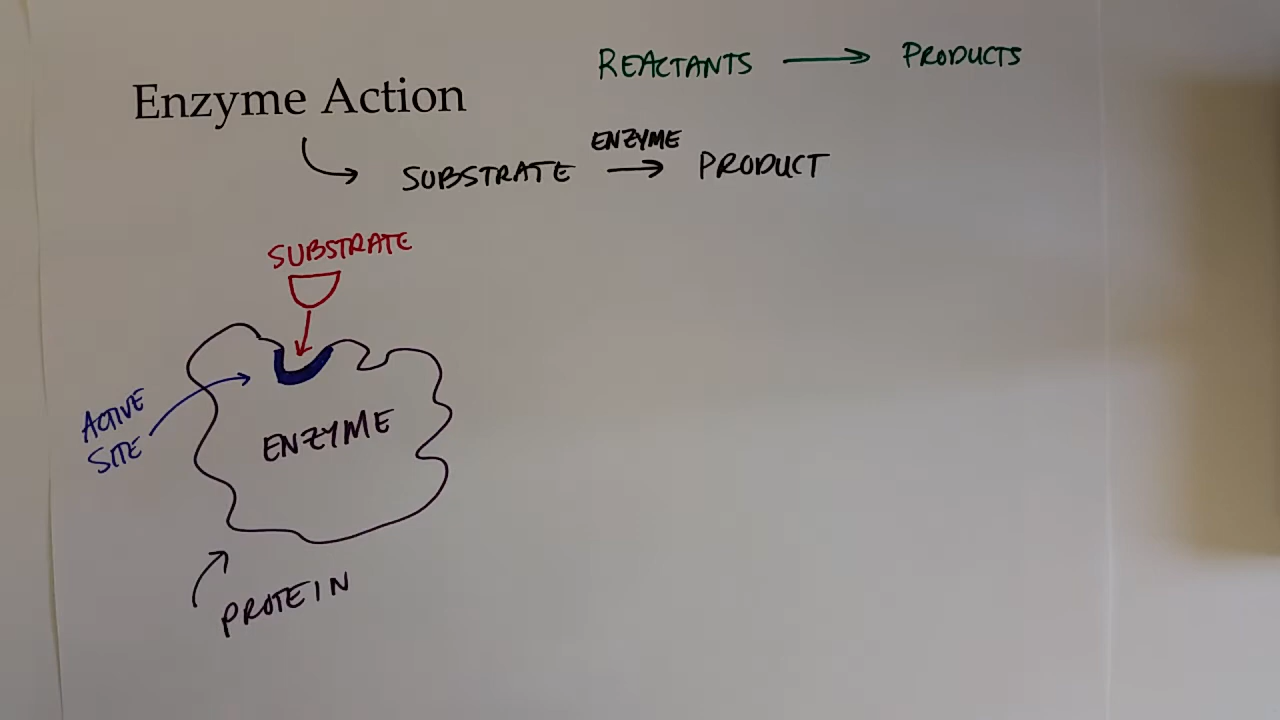 REACTANTS → PRODUCTS
Enzyme Action
ENZYME
SUBSTRATE → PRODUCT
SUBSTRATE
ACTIVE
SITE
ENZYME
PROTEIN